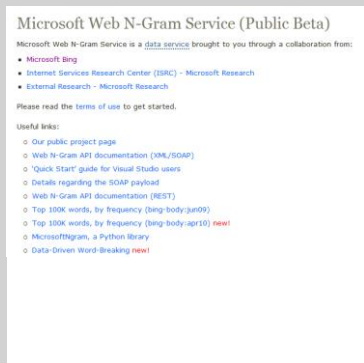 Microsoft Web N-Gram Service (Public Beta)
Microsoft Web N-Gram Service is a data service brought to you through a collaboration from:
Microsoft Bing
Internet Services Research Center (ISRC) - Microsoft Research
External Research - Microsoft Research
Please read the terms of use to get started.
Useful links:
Our public project page
Web N-Gram API documentation (XML/SOAP)
'Quick Start' guide for Visual Studio users
Details regarding the SOAP payload
Web N-Gram API documentation (REST)
Top 100K words, by frequency (bing-body:jun09)
Top 100K words, by frequency (bing-body:apr10) new!
MicrosoftNgram, a Python library
Data-Driven Word-Breaking new!